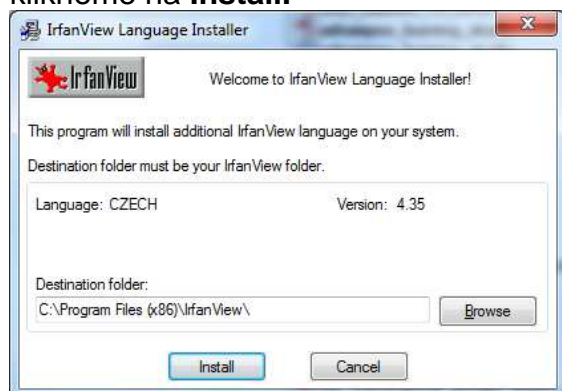 klikneme na Install
IrfanView Language Installer
IrfanView
Welcome to IrfanView Language Installer!
This program will install additional IrfanView language on your system.
Destination folder must be your IrfanView folder.
Language: CZECH Version: 4.35
Destination folder:
C:\Program Files (x86)\IrfanView\ Browse
Install Cancel